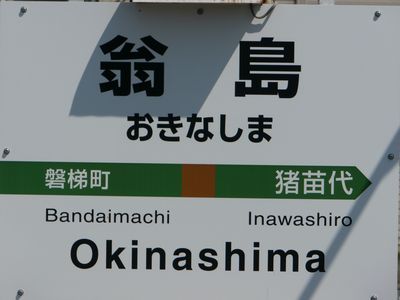 翁島
おきなしま
磐梯町 猪苗代
Bandaimachi Inawashiro
Okinashima